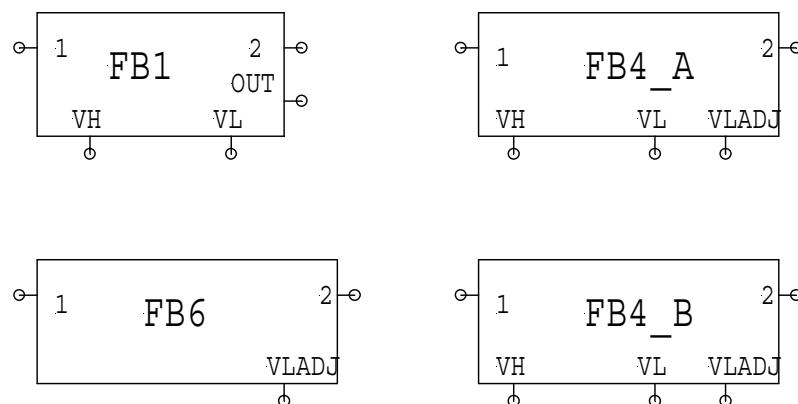 1 FB1 2
OUT
VH VL
1 FB4_A 2
VH VL VLADJ
1 FB6 2
VLADJ
1 FB4_B 2
VH VL VLADJ